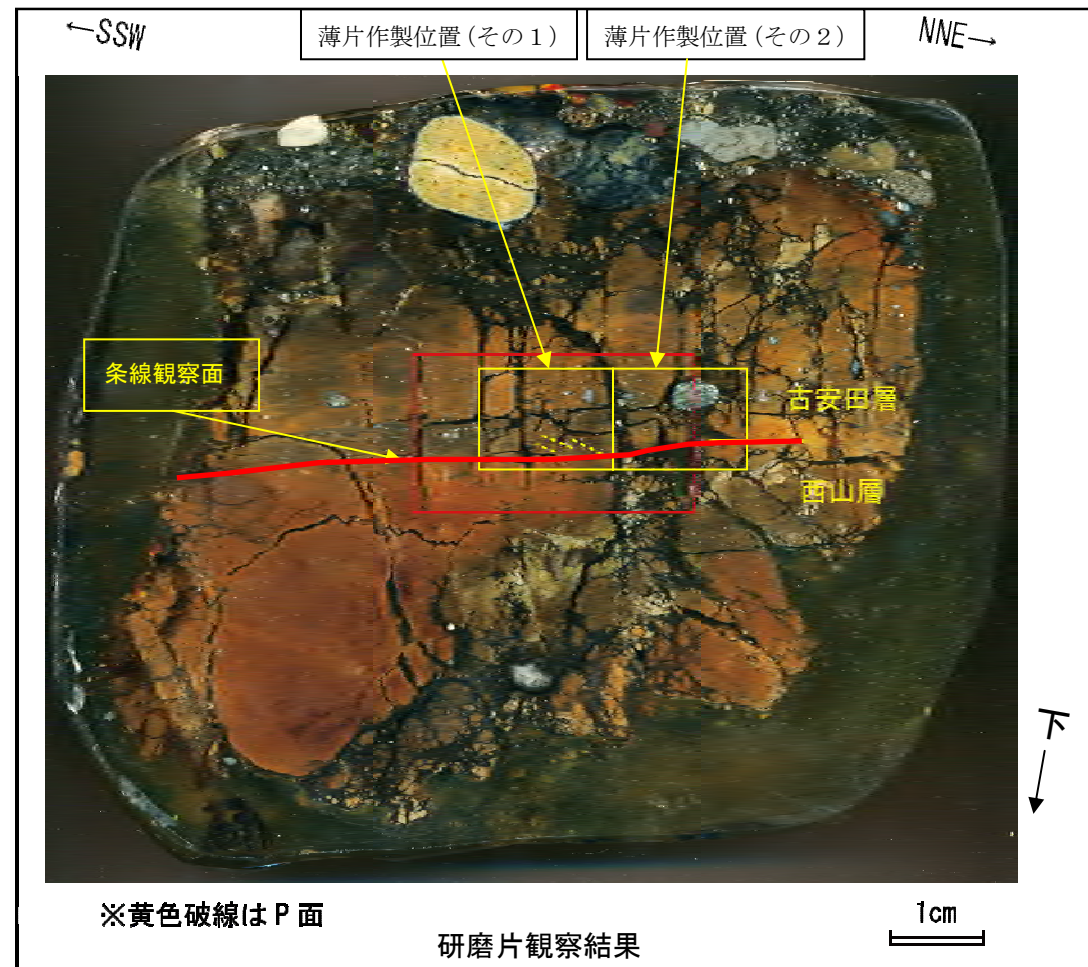 ←SSW
薄片作製位置(その1)
薄片作製位置(その2)
NNE→
条線観察面
古安田層
西山層
下
※黄色破線はP面
1cm
研磨片観察結果